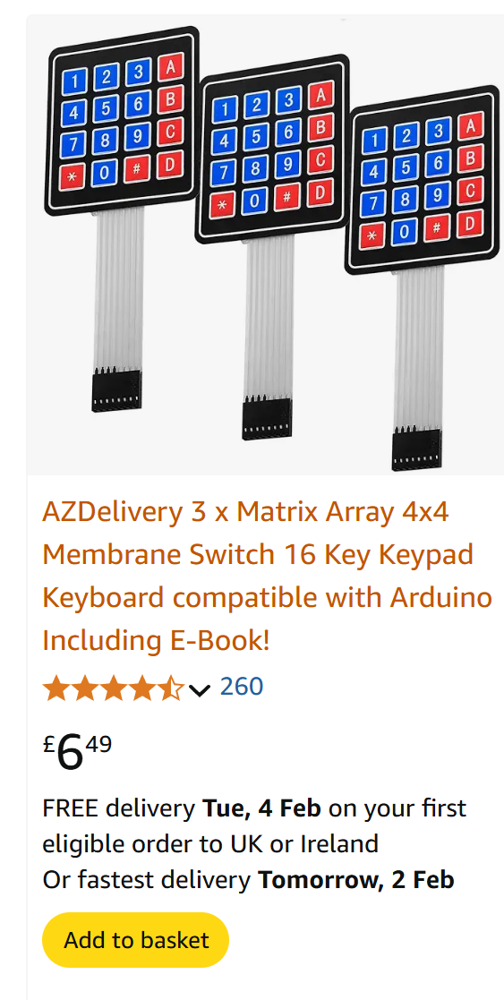 1 2 3 A
4 5 6 B
7 8 9 C
* 0 # D
1 2 3 A
4 5 6 B
7 8 9 C
* 0 # D
1 2 3 A
4 5 6 B
7 8 9 C
* 0 # D
AZDelivery 3 x Matrix Array 4x4
Membrane Switch 16 Key Keypad
Keyboard compatible with Arduino
Including E-Book!
260
£6 49
FREE delivery Tue, 4 Feb on your first
eligible order to UK or Ireland
Or fastest delivery Tomorrow, 2 Feb
Add to basket